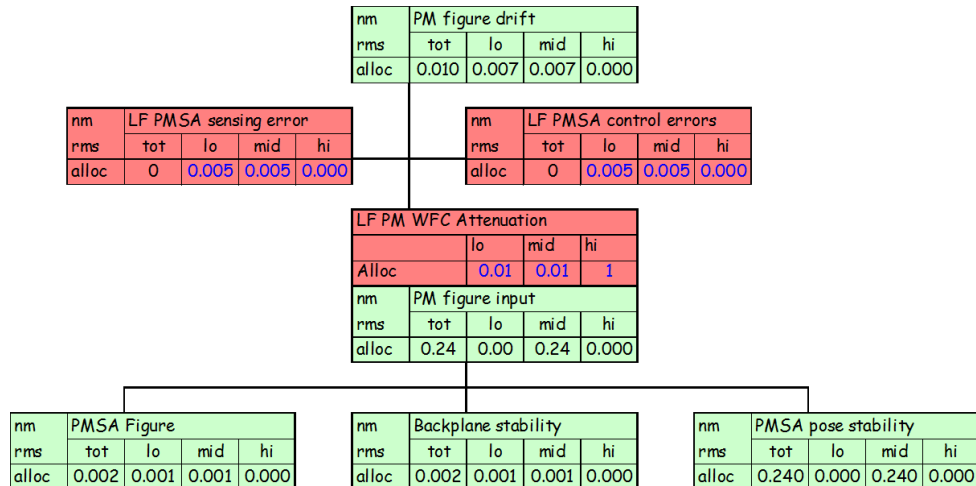 nm PM figure drift
rms tot lo mid hi
alloc 0.010 0.007 0.007 0.000
nm LF PMSA sensing error
rms tot lo mid hi
alloc 0 0.005 0.005 0.000
nm LF PMSA control errors
rms tot lo mid hi
alloc 0 0.005 0.005 0.000
LF PM WFC Attenuation
lo mid hi
Alloc 0.01 0.01 1
nm PM figure input
rms tot lo mid hi
alloc 0.24 0.00 0.24 0.000
nm PMSA Figure
rms tot lo mid hi
alloc 0.002 0.001 0.001 0.000
nm Backplane stability
rms tot lo mid hi
alloc 0.002 0.001 0.001 0.000
nm PMSA pose stability
rms tot lo mid hi
alloc 0.240 0.000 0.240 0.000